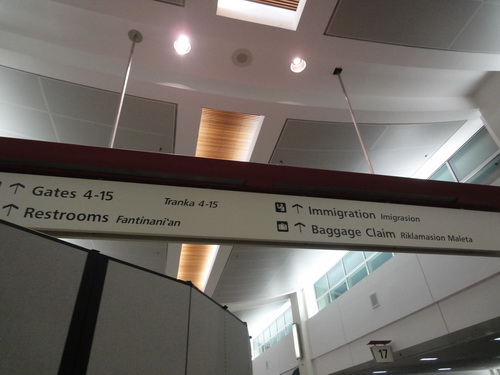 Gates 4-15 Tranka 4-15
Restrooms Fantinani'an
Immigration Imigrasion
Baggage Claim Riklamasion Maleta
17